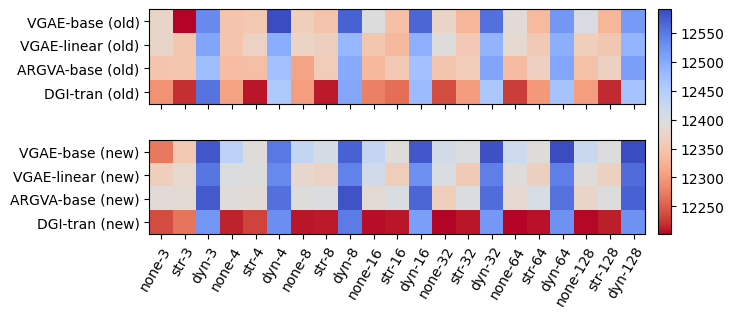 VGAE-base (old)
VGAE-linear (old)
ARGVA-base (old)
DGI-tran (old)
VGAE-base (new)
VGAE-linear (new)
ARGVA-base (new)
DGI-tran (new)
none-3
str-3
dyn-3
none-4
str-4
dyn-4
none-8
str-8
dyn-8
none-16
str-16
dyn-16
none-32
str-32
dyn-32
none-64
str-64
dyn-64
none-128
str-128
dyn-128
12550
12500
12450
12400
12350
12300
12250